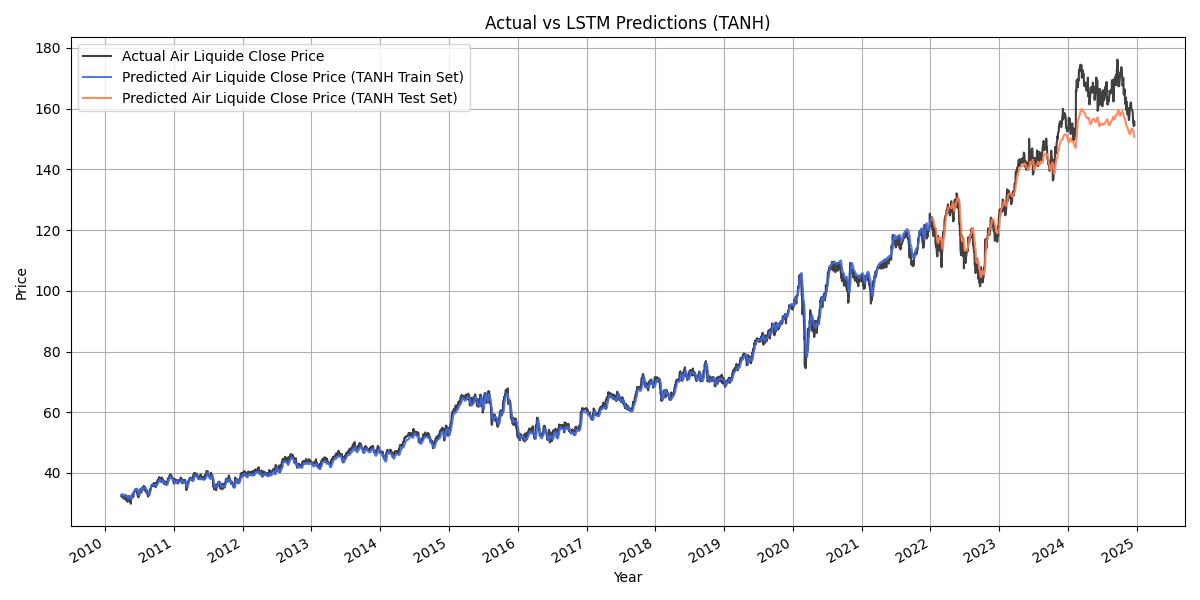 Actual vs LSTM Predictions (TANH)
Actual Air Liquide Close Price
Predicted Air Liquide Close Price (TANH Train Set)
Predicted Air Liquide Close Price (TANH Test Set)
Price
180
160
140
120
100
80
60
40
2010 2011 2012 2013 2014 2015 2016 2017 2018 2019 2020 2021 2022 2023 2024 2025
Year